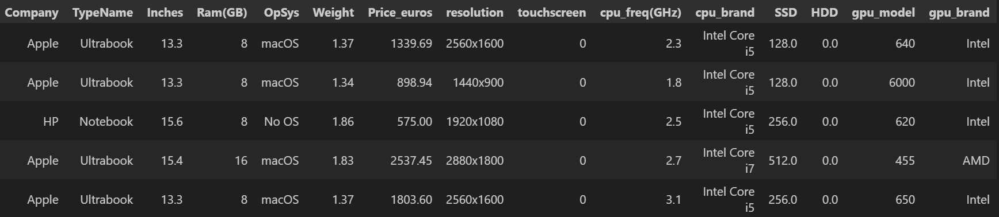 Company TypeName Inches Ram(GB) OpSys Weight Price_euros resolution touchscreen cpu_freq(GHz) cpu_brand SSD HDD gpu_model gpu_brand
Apple Ultrabook 13.3 8 macOS 1.37 1339.69 2560x1600 0 2.3 Intel Core i5 128.0 0.0 640 Intel
Apple Ultrabook 13.3 8 macOS 1.34 898.94 1440x900 0 1.8 Intel Core i5 128.0 0.0 6000 Intel
HP Notebook 15.6 8 No OS 1.86 575.00 1920x1080 0 2.5 Intel Core i5 256.0 0.0 620 Intel
Apple Ultrabook 15.4 16 macOS 1.83 2537.45 2880x1800 0 2.7 Intel Core i7 512.0 0.0 455 AMD
Apple Ultrabook 13.3 8 macOS 1.37 1803.60 2560x1600 0 3.1 Intel Core i5 256.0 0.0 650 Intel